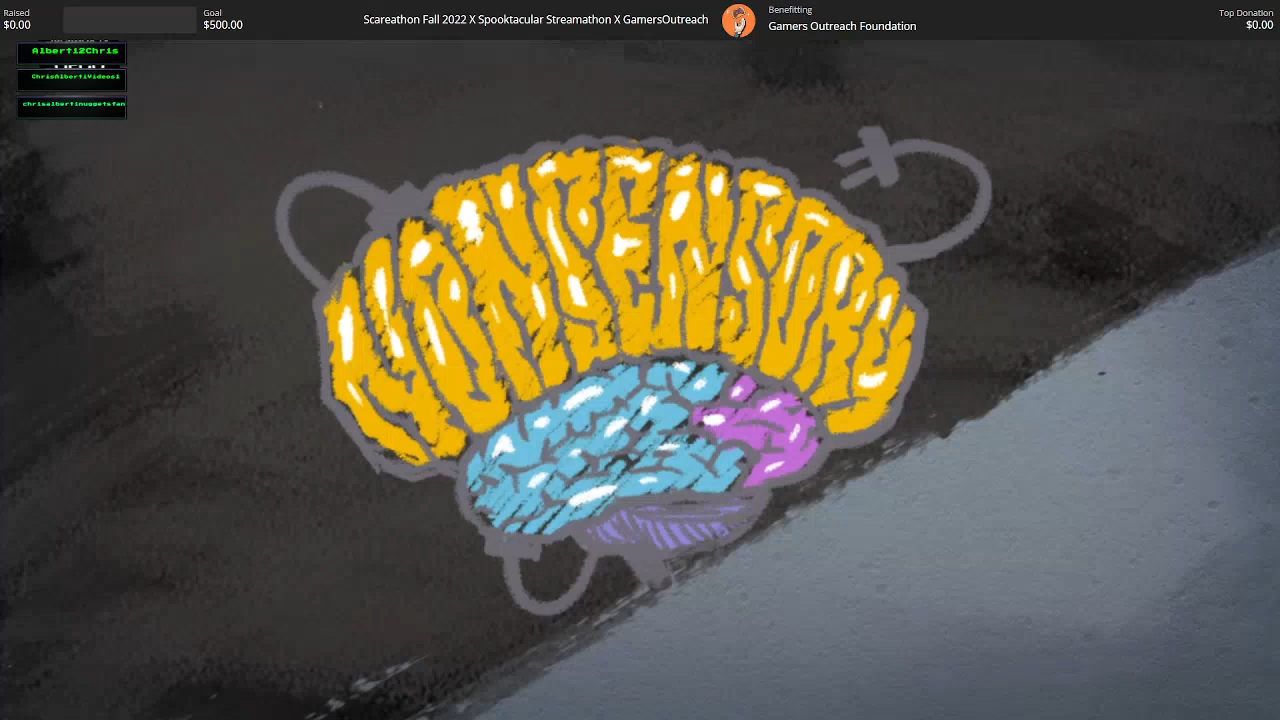 Raised
$0.00
Goal
$500.00
Scareathon Fall 2022 X Spooktacular Streamathon X GamersOutreach
Benefitting
Gamers Outreach Foundation
Top Donation
$0.00
Alberti2Chris
ChrisAlbertiVideos1
chrisalbertinuggetsfan